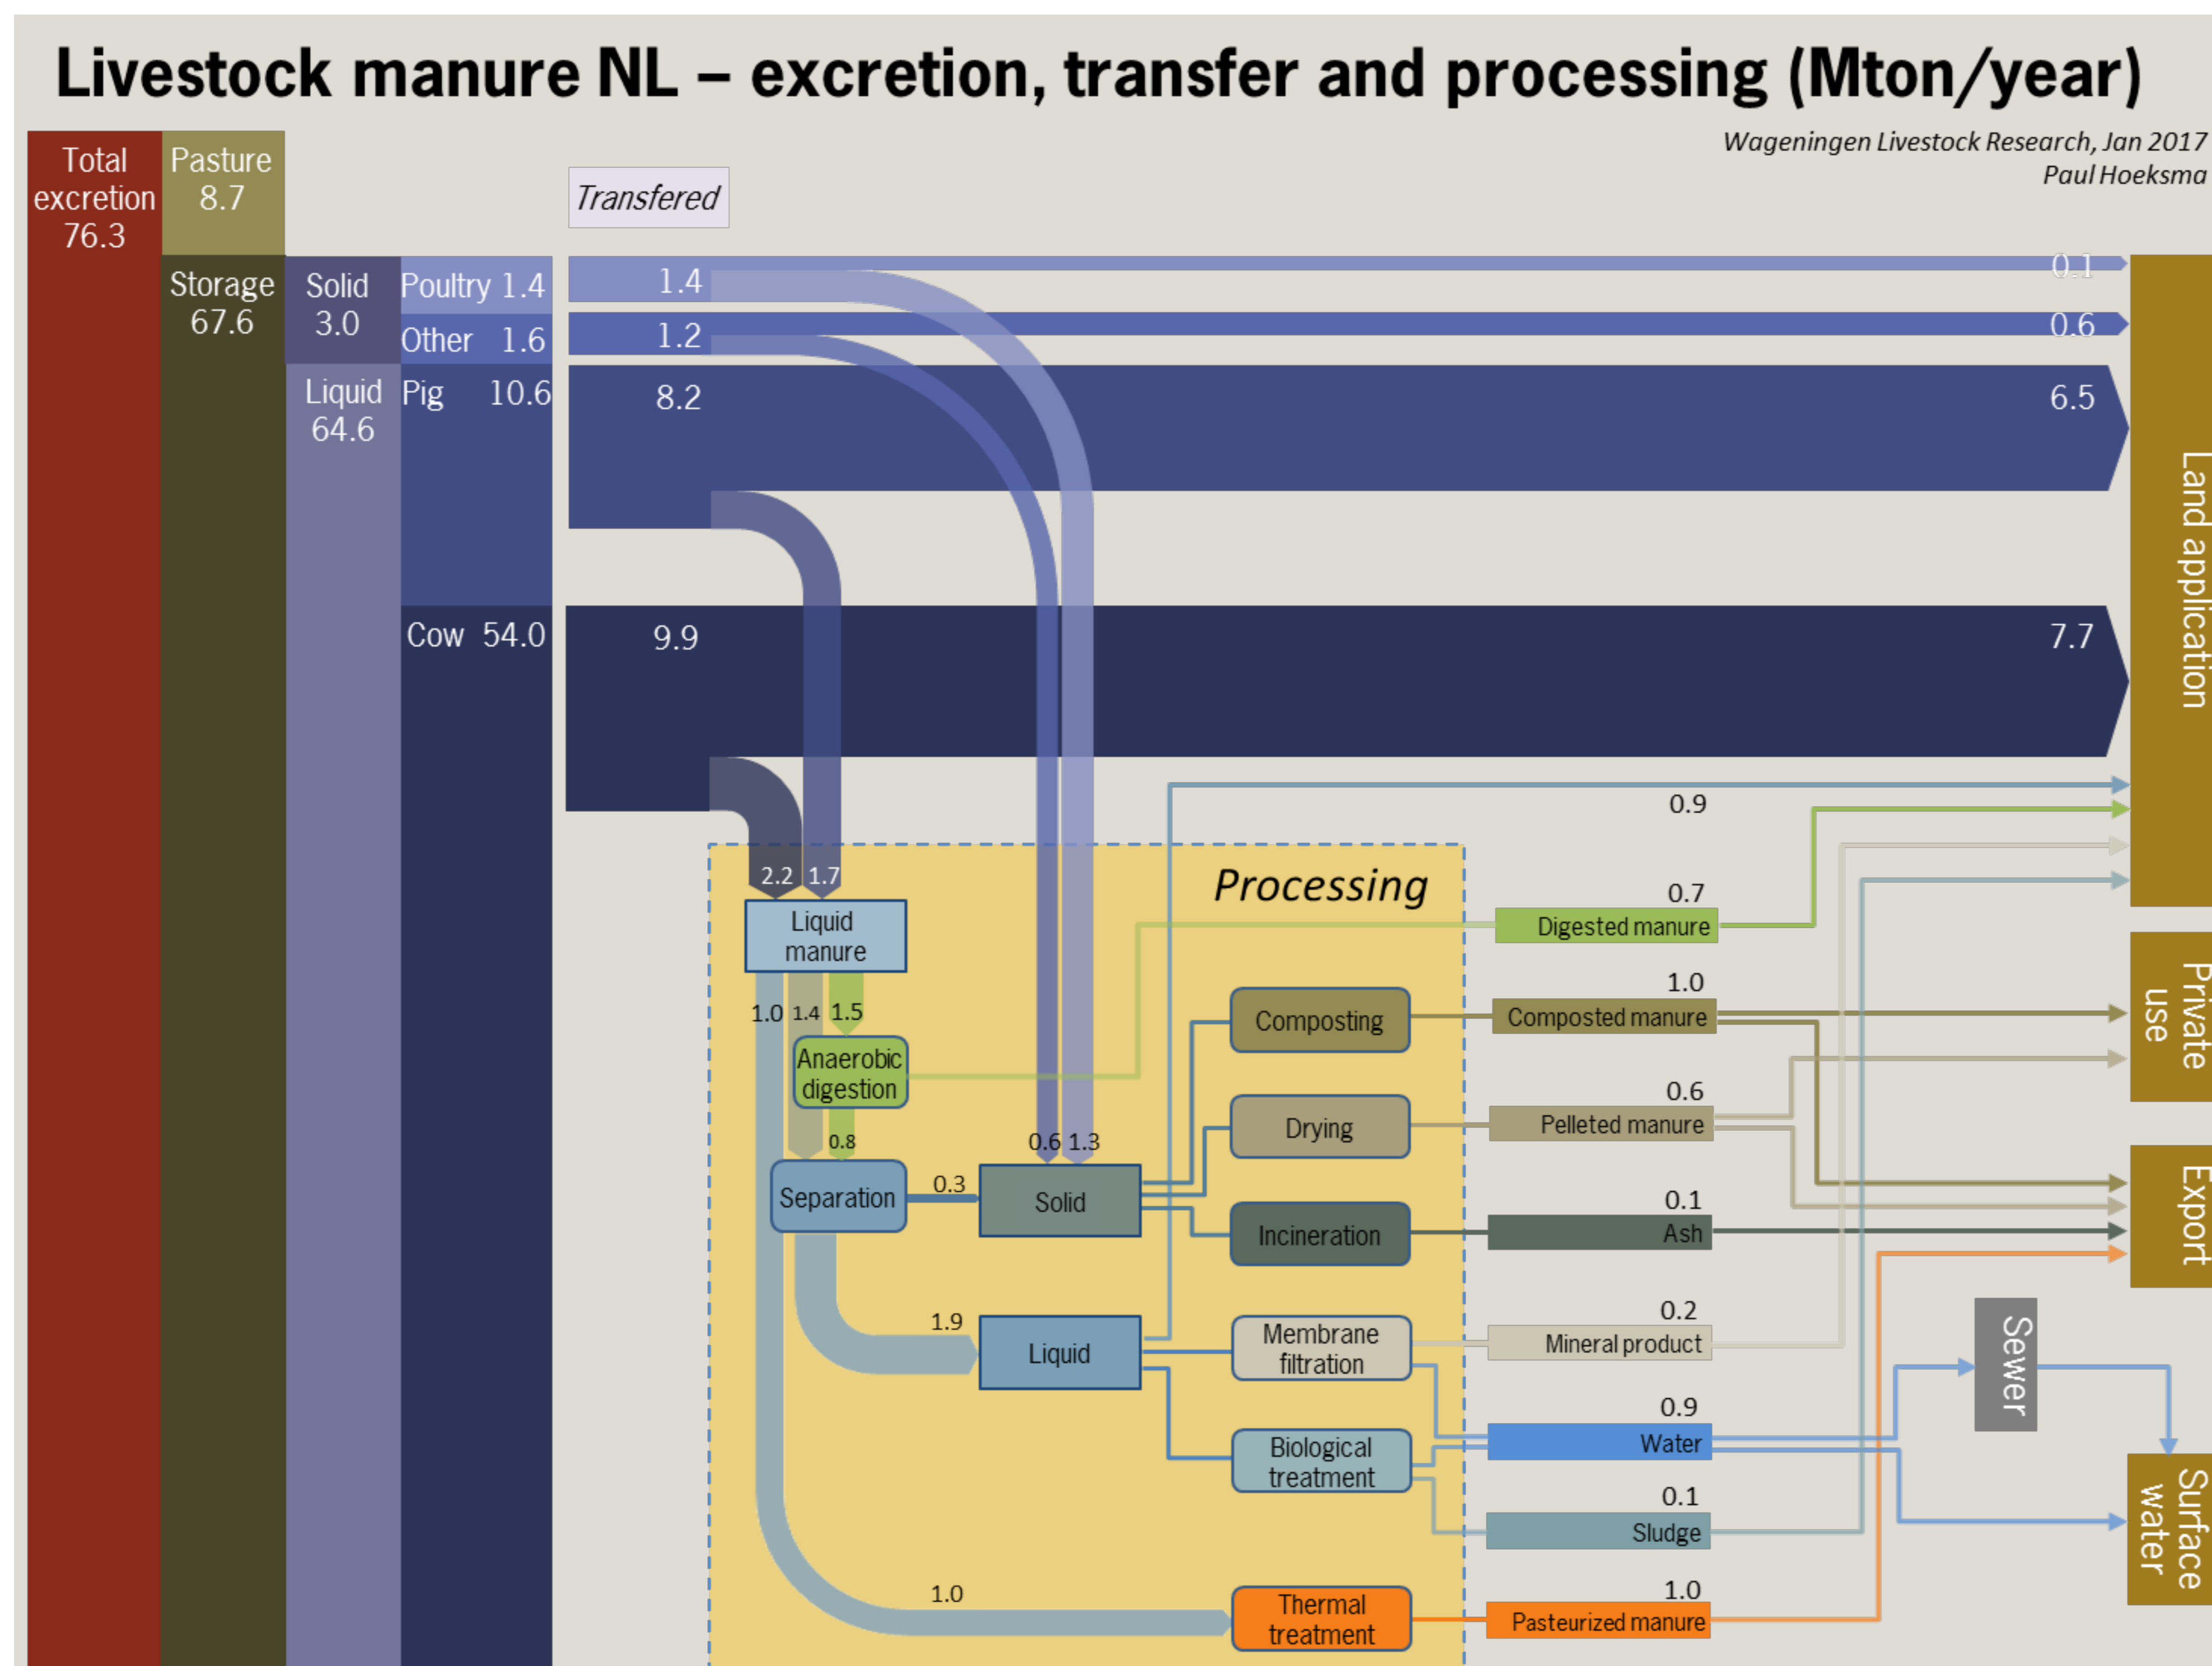 Livestock manure NL – excretion, transfer and processing (Mton/year)
Wageningen Livestock Research, Jan 2017
Paul Hoeksma
Total
excretion
76.3
Pasture
8.7
Storage
67.6
Solid
3.0
Liquid
64.6
Poultry 1.4
Other 1.6
Pig 10.6
Cow 54.0
Transfered
1.4
0.1
1.2
0.6
8.2
6.5
9.9
7.7
Land application
Processing
2.2 1.7
Liquid
manure
1.0 1.4 1.5
Anaerobic
digestion
0.8
Separation
0.3
0.6 1.3
Solid
1.9
Liquid
1.0
Composting
Drying
Incineration
Membrane
filtration
Biological
treatment
Thermal
treatment
0.9
0.7
Digested manure
1.0
Composted manure
0.6
Pelleted manure
0.1
Ash
0.2
Mineral product
0.9
Water
0.1
Sludge
1.0
Pasteurized manure
Private
use
Export
Sewer
Surface
water